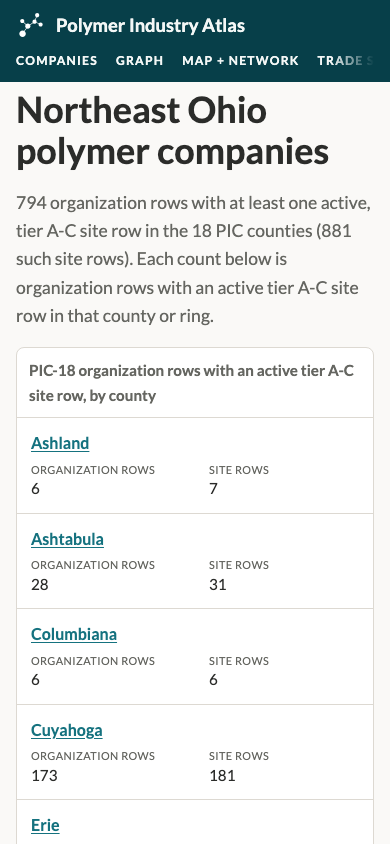 Polymer Industry Atlas
COMPANIES GRAPH MAP + NETWORK TRADE
Northeast Ohio
polymer companies
794 organization rows with at least one active,
tier A-C site row in the 18 PIC counties (881
such site rows). Each count below is
organization rows with an active tier A-C site
row in that county or ring.
PIC-18 organization rows with an active tier A-C
site row, by county
Ashland
ORGANIZATION ROWS SITE ROWS
6 7
Ashtabula
ORGANIZATION ROWS SITE ROWS
28 31
Columbiana
ORGANIZATION ROWS SITE ROWS
6 6
Cuyahoga
ORGANIZATION ROWS SITE ROWS
173 181
Erie